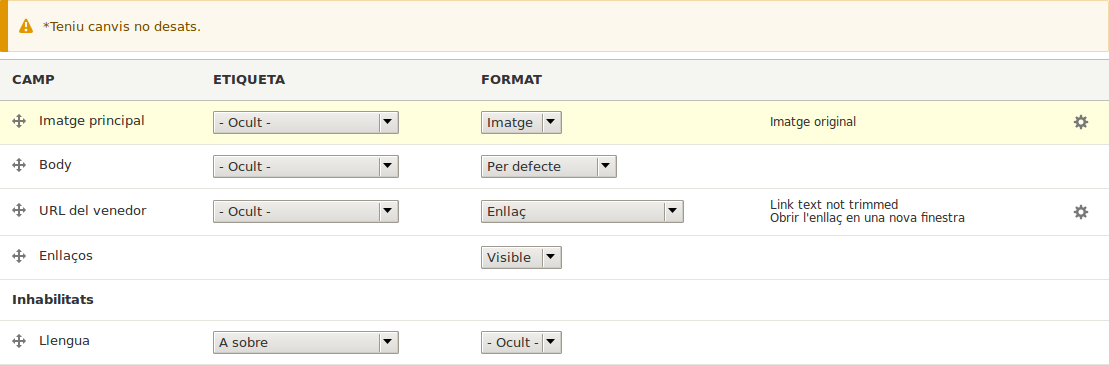 *Teniu canvis no desats.
CAMP ETIQUETA FORMAT
Imatge principal - Ocult - Imatge Imatge original
Body - Ocult - Per defecte
URL del venedor - Ocult - Enllaç Link text not trimmed
Obrir l'enllaç en una nova finestra
Enllaços Visible
Inhabilitats
Llengua A sobre - Ocult -